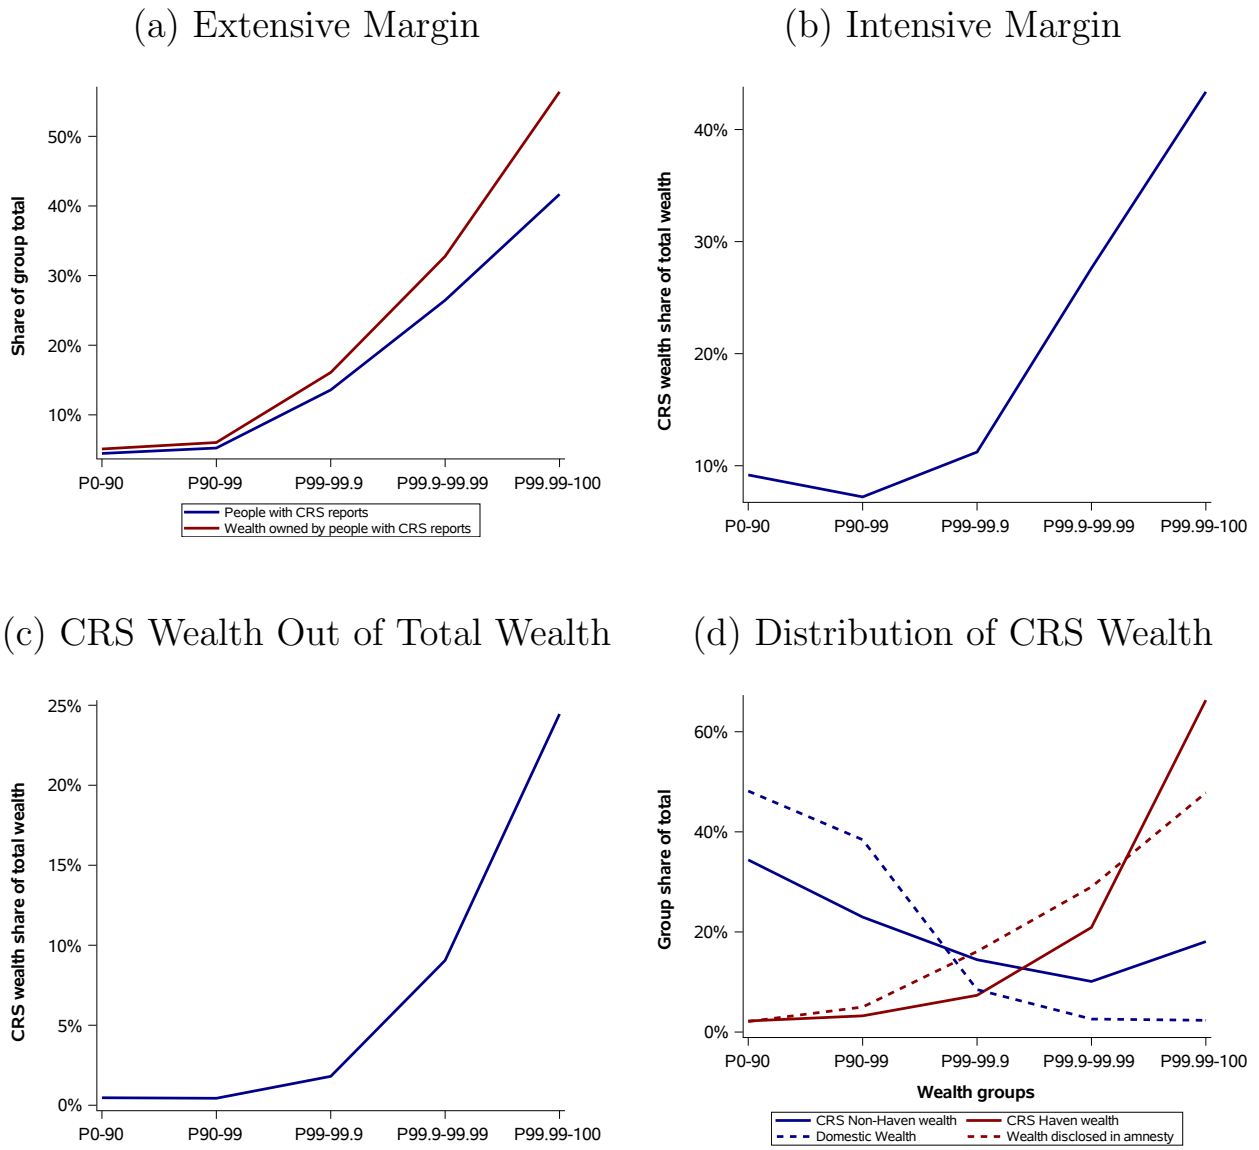 (a) Extensive Margin
50%
40%
30%
20%
10%
Share of group total
P0-90 P90-99 P99-99.9 P99.9-99.99 P99.99-100
People with CRS reports
Wealth owned by people with CRS reports
(b) Intensive Margin
40%
30%
20%
10%
CRS wealth share of total wealth
P0-90 P90-99 P99-99.9 P99.9-99.99 P99.99-100
(c) CRS Wealth Out of Total Wealth
25%
20%
15%
10%
5%
0%
CRS wealth share of total wealth
P0-90 P90-99 P99-99.9 P99.9-99.99 P99.99-100
(d) Distribution of CRS Wealth
60%
40%
20%
0%
Group share of total
P0-90 P90-99 P99-99.9 P99.9-99.99 P99.99-100
Wealth groups
CRS Non-Haven wealth CRS Haven wealth
Domestic Wealth Wealth disclosed in amnesty